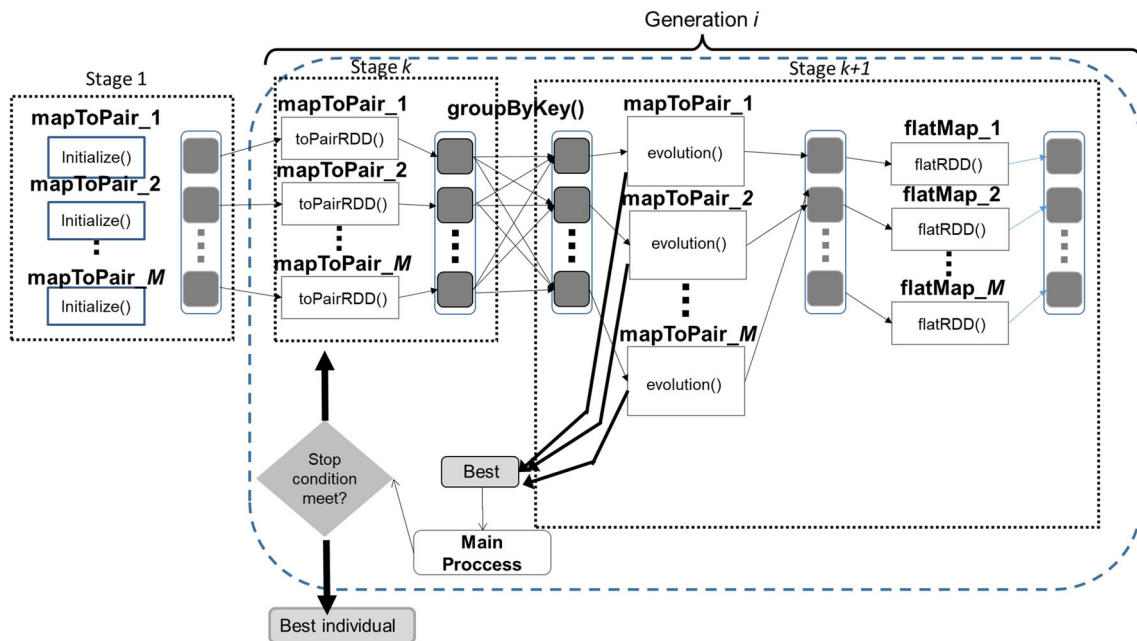 Generation i
Stage 1
mapToPair_1
Initialize()
mapToPair_2
Initialize()
mapToPair_M
Initialize()
Stage k
mapToPair_1
toPairRDD()
mapToPair_2
toPairRDD()
mapToPair_M
toPairRDD()
groupByKey()
Stage k+1
mapToPair_1
evolution()
mapToPair_2
evolution()
mapToPair_M
evolution()
flatMap_1
flatRDD()
flatMap_2
flatRDD()
flatMap_M
flatRDD()
Best
Main
Proccess
Stop
condition
meet?
Best individual